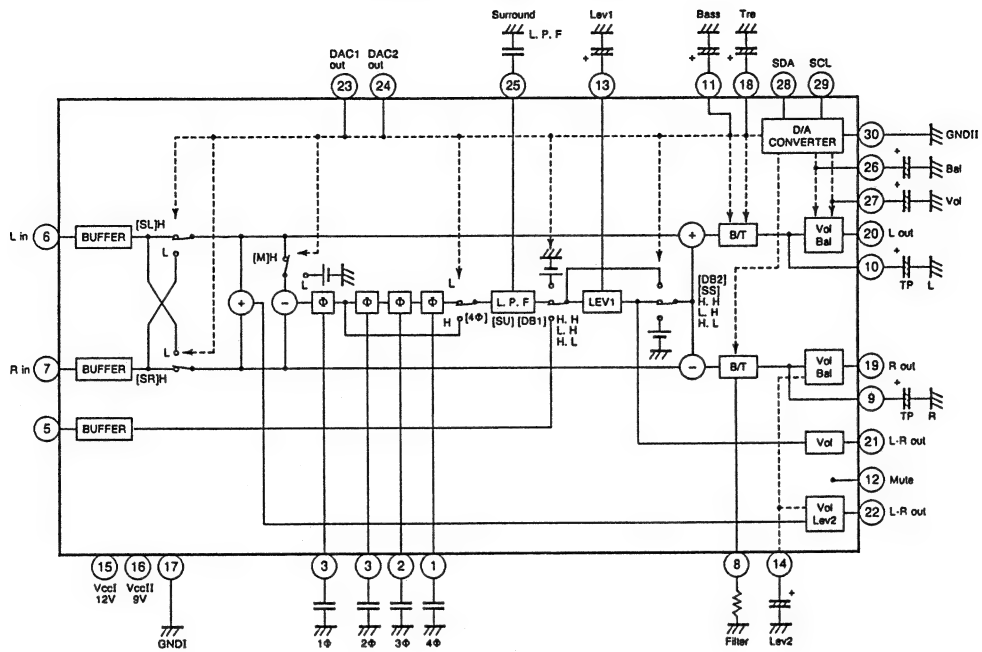 Surround
L. P. F
Lev1
Bass
Tre
DAC1
out
DAC2
out
SDA
SCL
23
24
25
13
11
18
28
29
D/A
CONVERTER
30
GNDII
26
Bal
27
Vol
L in
6
BUFFER
[SL]H
L
[M]H
L
+
B/T
Vol
Bal
20
L out
10
TP
L
+
−
Φ
Φ
Φ
Φ
L
H
[4Φ]
L. P. F
[SU]
[DB1]
H. H
L. H
H. L
LEV1
[DB2]
[SS]
H. H
L. H
H. L
R in
7
BUFFER
L
[SR]H
−
B/T
Vol
Bal
19
R out
9
TP
R
5
BUFFER
Vol
21
L-R out
12
Mute
Vol
Lev2
22
L-R out
15
16
17
3
3
2
1
8
14
VccI
12V
VccII
9V
GNDI
1Φ
2Φ
3Φ
4Φ
Filter
Lev2
+
+
+
+
+
+
+
+